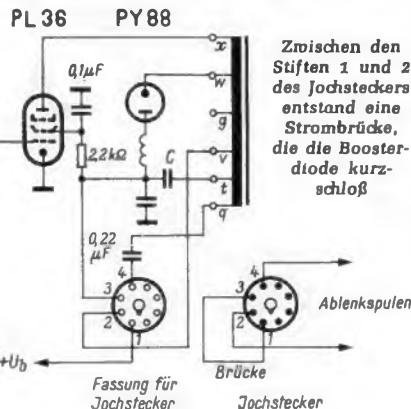 PL 36 PY 88
Zwischen den
Stiften 1 und 2
des Jochsteckers
entstand eine
Strombrücke,
die die Booster-
diode kurz-
schloß
0,1µF
x
w
g
2,2kΩ
C
v
t
q
0,22
µF
4
3
2
1
4
3
2
1
Ablenkspulen
+Ub
Brücke
Fassung für
Jochstecker
Jochstecker